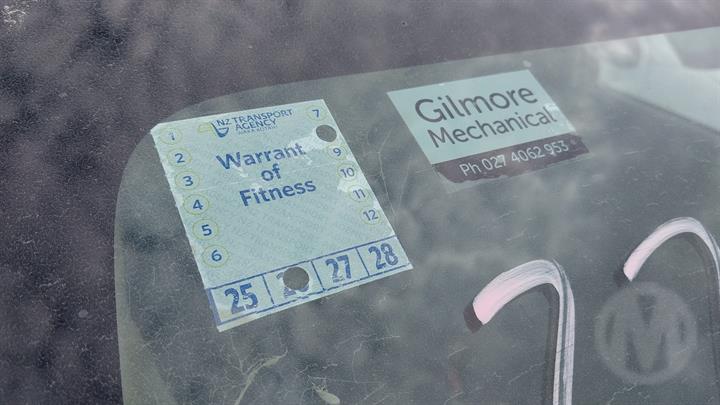 NZ TRANSPORT
AGENCY
WAKA KOTAHI
1
2
3
4
5
6
7
9
10
11
12
Warrant
of
Fitness
25 27 28
Gilmore
Mechanical
Ph 027 4062 953
M